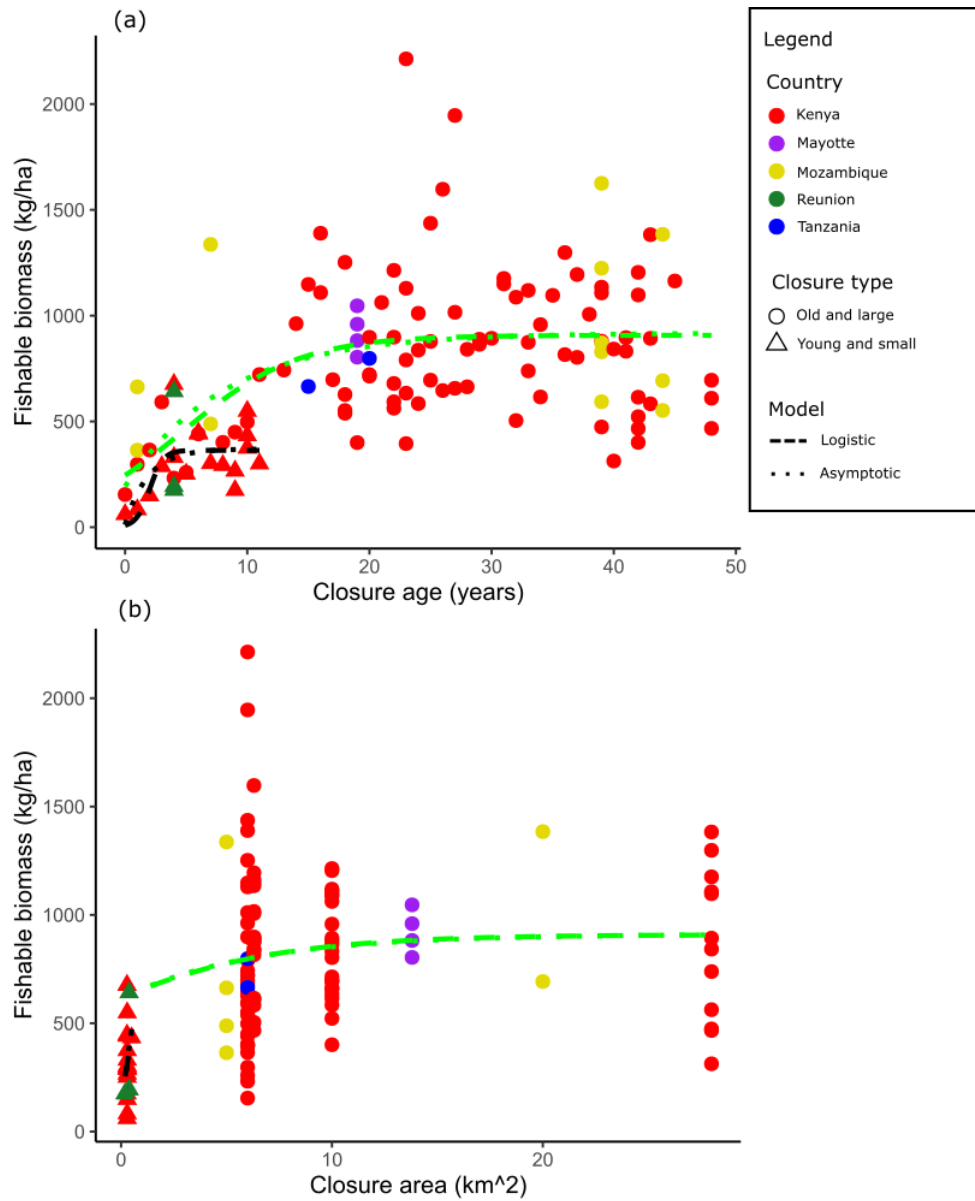 (a)
Fishable biomass (kg/ha)
2000
1500
1000
500
0
0 10 20 30 40 50
Closure age (years)
Legend
Country
Kenya
Mayotte
Mozambique
Reunion
Tanzania
Closure type
Old and large
Young and small
Model
Logistic
Asymptotic
(b)
Fishable biomass (kg/ha)
2000
1500
1000
500
0
0 10 20
Closure area (km^2)